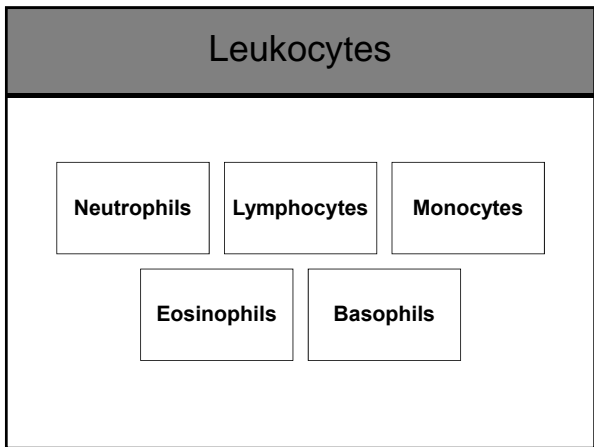 Leukocytes
Neutrophils
Lymphocytes
Monocytes
Eosinophils
Basophils